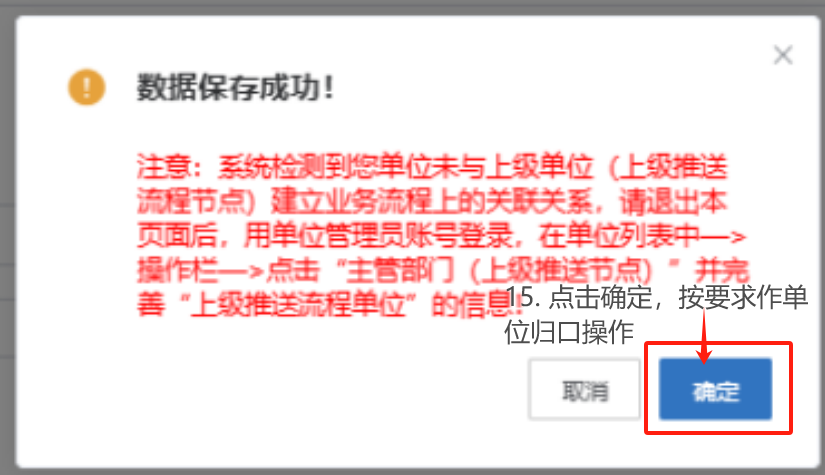 数据保存成功！
注意：系统检测到您单位未与上级单位（上级推送
流程节点）建立业务流程上的关联关系，请退出本
页面后，用单位管理员账号登录，在单位列表中—>
操作栏—>点击“主管部门（上级推送节点）”并完
善“上级推送流程单位”的信息！
15. 点击确定，按要求作单
位归口操作
取消
确定